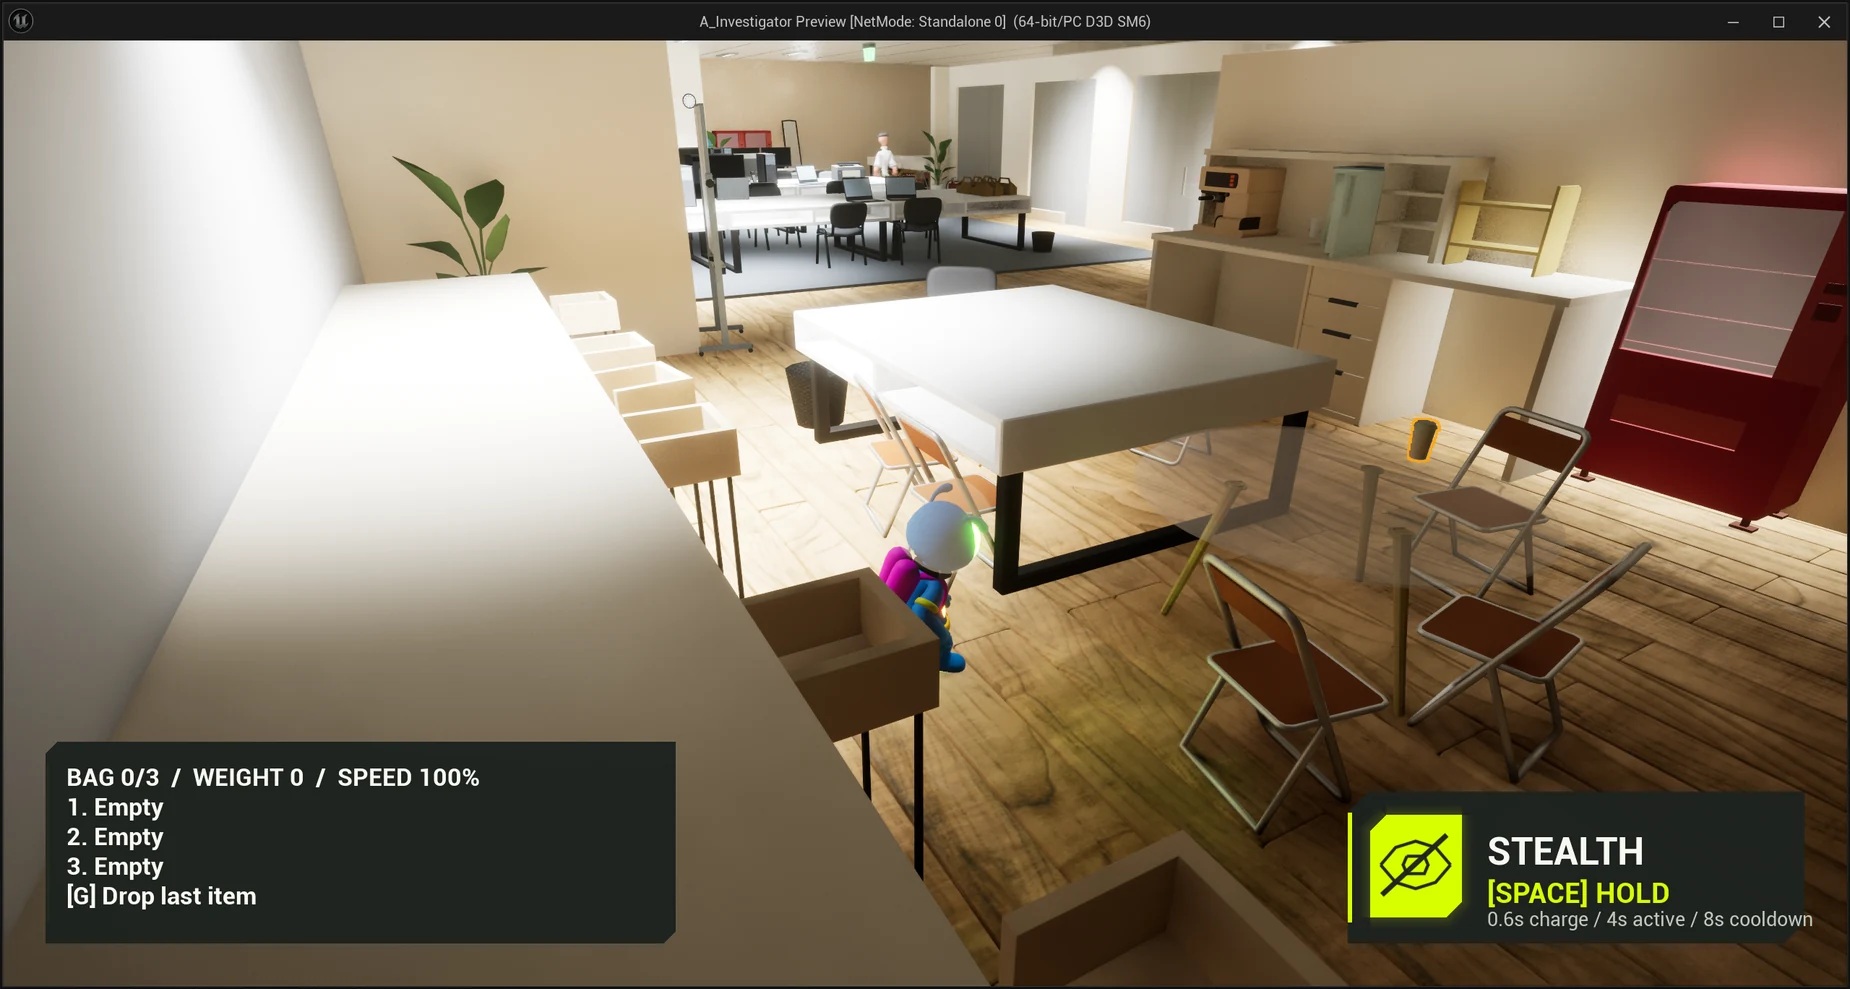 A_Investigator Preview [NetMode: Standalone 0] (64-bit/PC D3D SM6)
BAG 0/3 / WEIGHT 0 / SPEED 100%
1. Empty
2. Empty
3. Empty
[G] Drop last item
STEALTH
[SPACE] HOLD
0.6s charge / 4s active / 8s cooldown